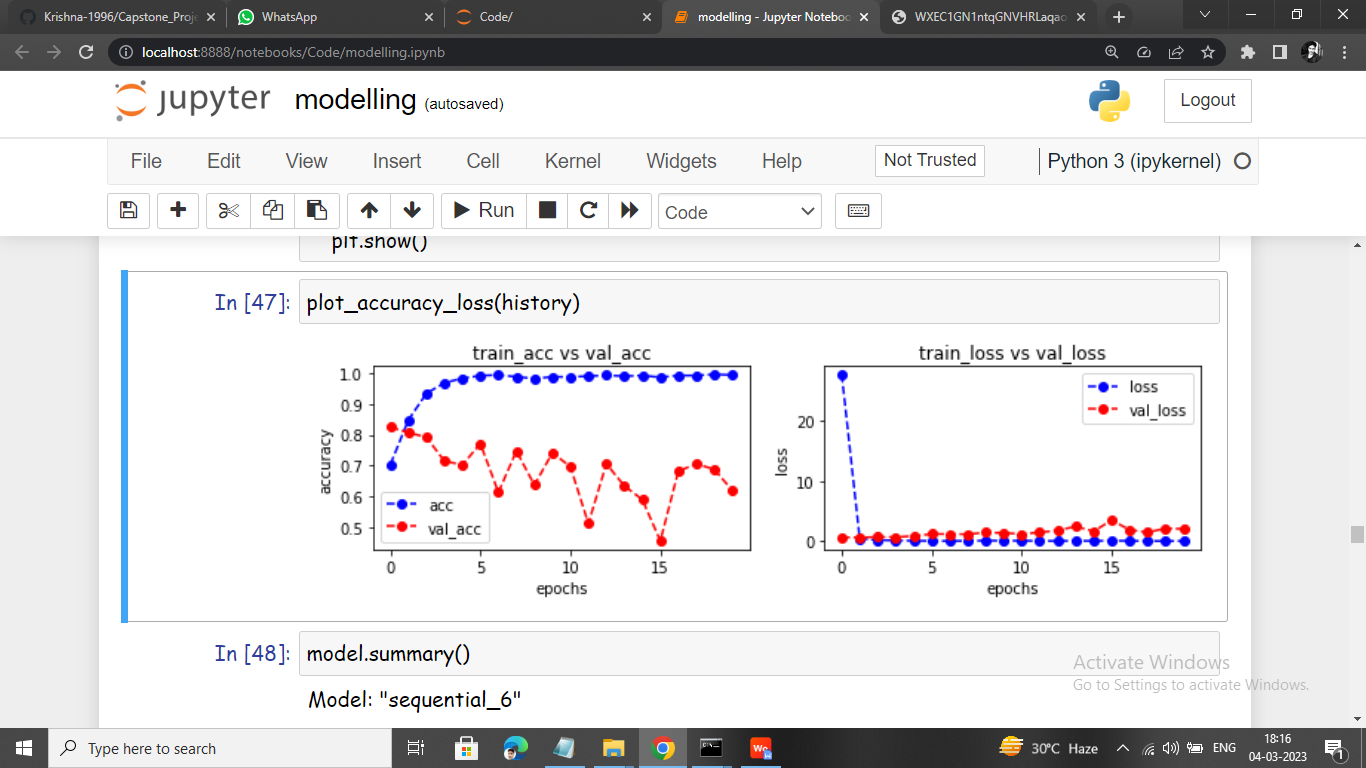 Krishna-1996/Capstone_Proje
WhatsApp
Code/
modelling - Jupyter Noteboo
WXEC1GN1ntqGNVHRLaqao
localhost:8888/notebooks/Code/modelling.ipynb
jupyter modelling (autosaved)
Logout
File Edit View Insert Cell Kernel Widgets Help
Not Trusted
Python 3 (ipykernel)
Run
Code
plt.show()
In [47]: plot_accuracy_loss(history)
train_acc vs val_acc
accuracy
1.0
0.9
0.8
0.7
0.6
0.5
acc
val_acc
0 5 10 15
epochs
train_loss vs val_loss
loss
20
10
0
loss
val_loss
0 5 10 15
epochs
In [48]: model.summary()
Model: "sequential_6"
Activate Windows
Go to Settings to activate Windows.
Type here to search
We
30°C Haze
ENG
18:16
04-03-2023
1